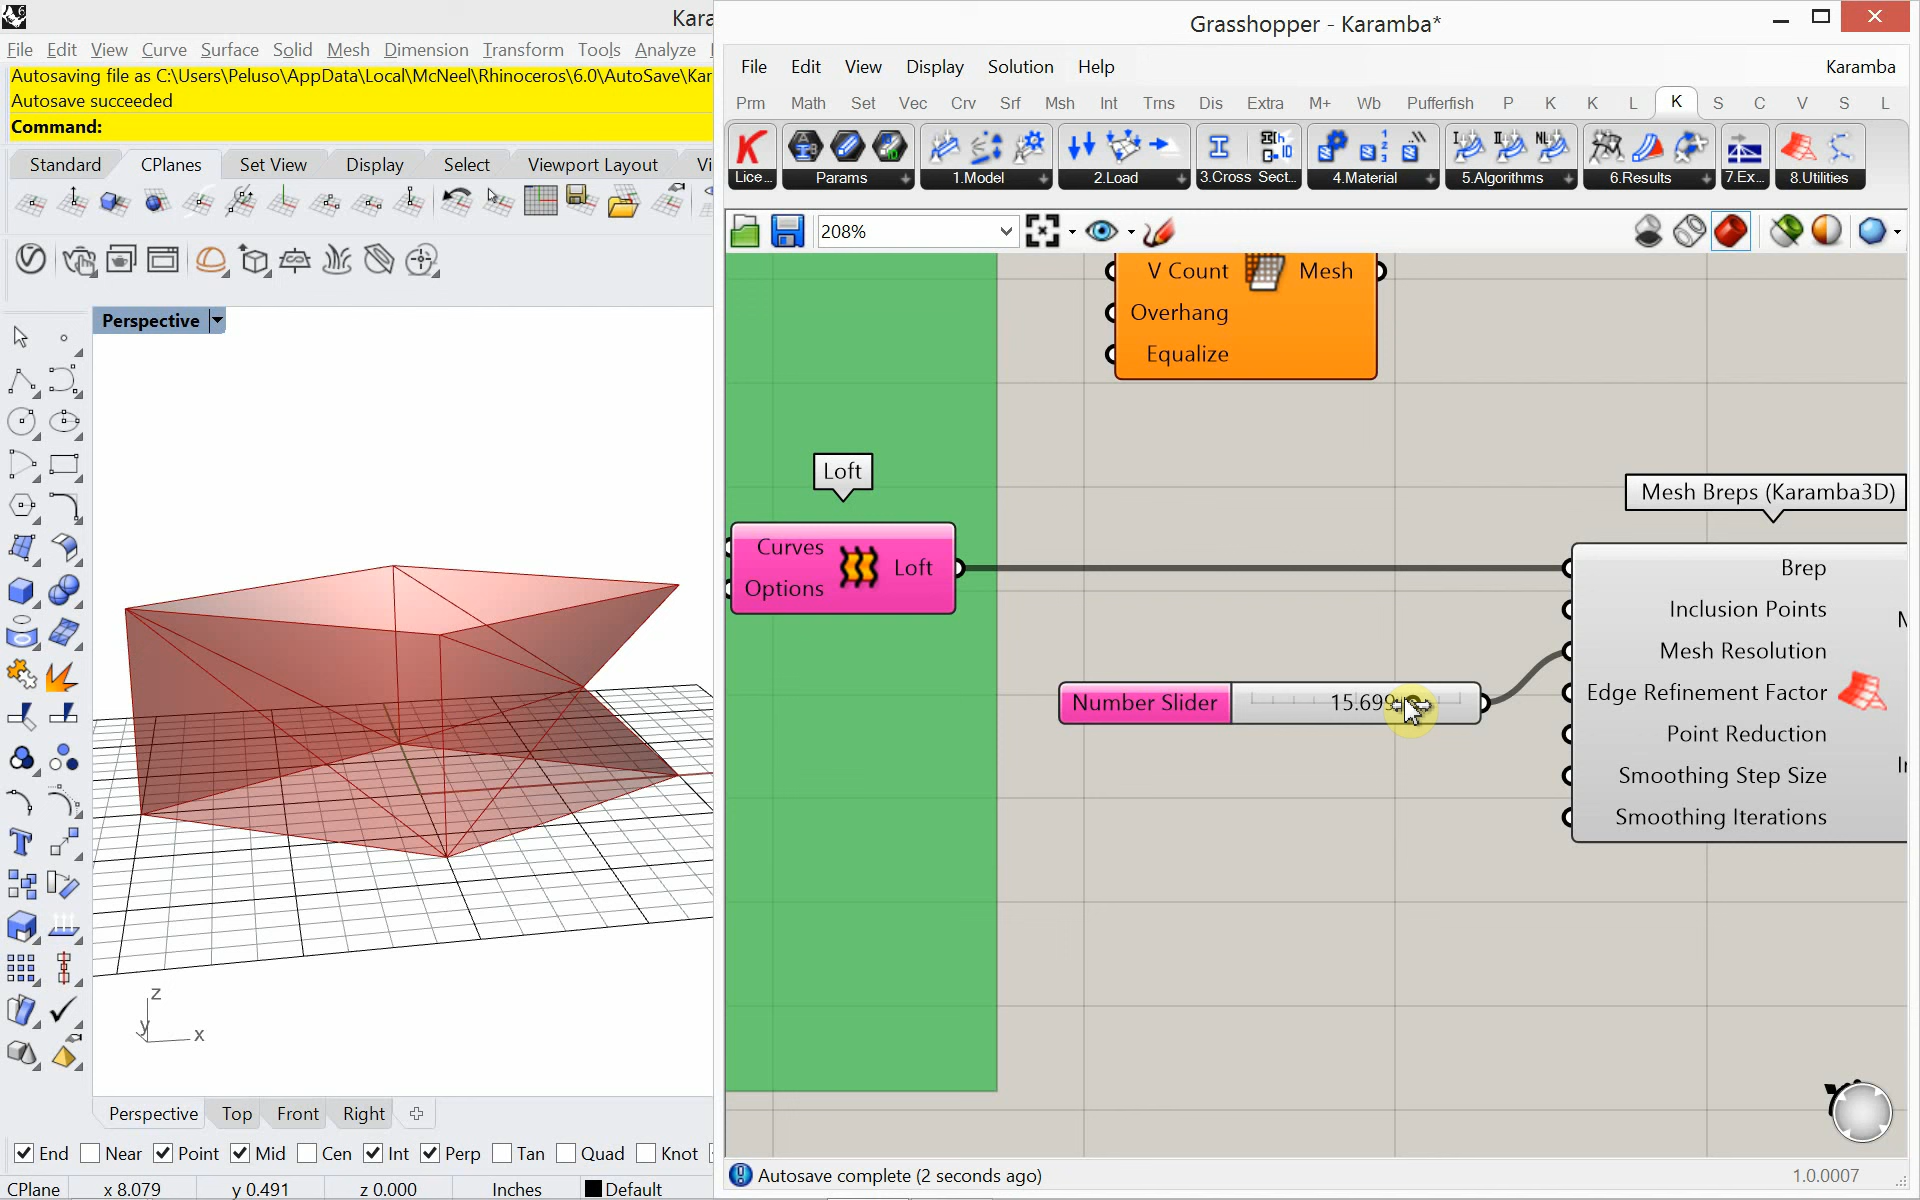 Kara
File Edit View Curve Surface Solid Mesh Dimension Transform Tools Analyze
Autosaving file as C:\Users\Peluso\AppData\Local\McNeel\Rhinoceros\6.0\AutoSave\Kar
Autosave succeeded
Command:
Standard CPlanes Set View Display Select Viewport Layout Vi
Perspective
z
y x
Perspective Top Front Right
End Near Point Mid Cen Int Perp Tan Quad Knot
CPlane x 8.079 y 0.491 z 0.000 Inches Default
Grasshopper - Karamba*
File Edit View Display Solution Help Karamba
Prm Math Set Vec Crv Srf Msh Int Trns Dis Extra M+ Wb Pufferfish P K K L K S C V S L
Lice... Params 1.Model 2.Load 3.Cross Sect... 4.Material 5.Algorithms 6.Results 7.Ex... 8.Utilities
208%
V Count Mesh
Overhang
Equalize
Loft
Curves
Options
Loft
Mesh Breps (Karamba3D)
Brep
Inclusion Points
Mesh Resolution
Edge Refinement Factor
Point Reduction
Smoothing Step Size
Smoothing Iterations
Number Slider 15.699
Autosave complete (2 seconds ago) 1.0.0007